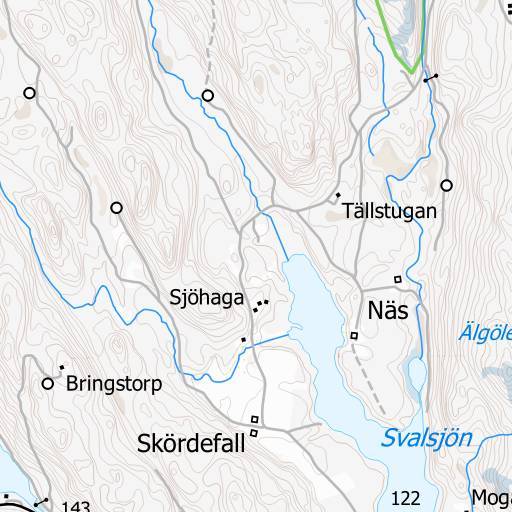 Tällstugan
Sjöhaga
Näs
Älgöle
Bringstorp
Skördefall
Svalsjön
143
122
Moga